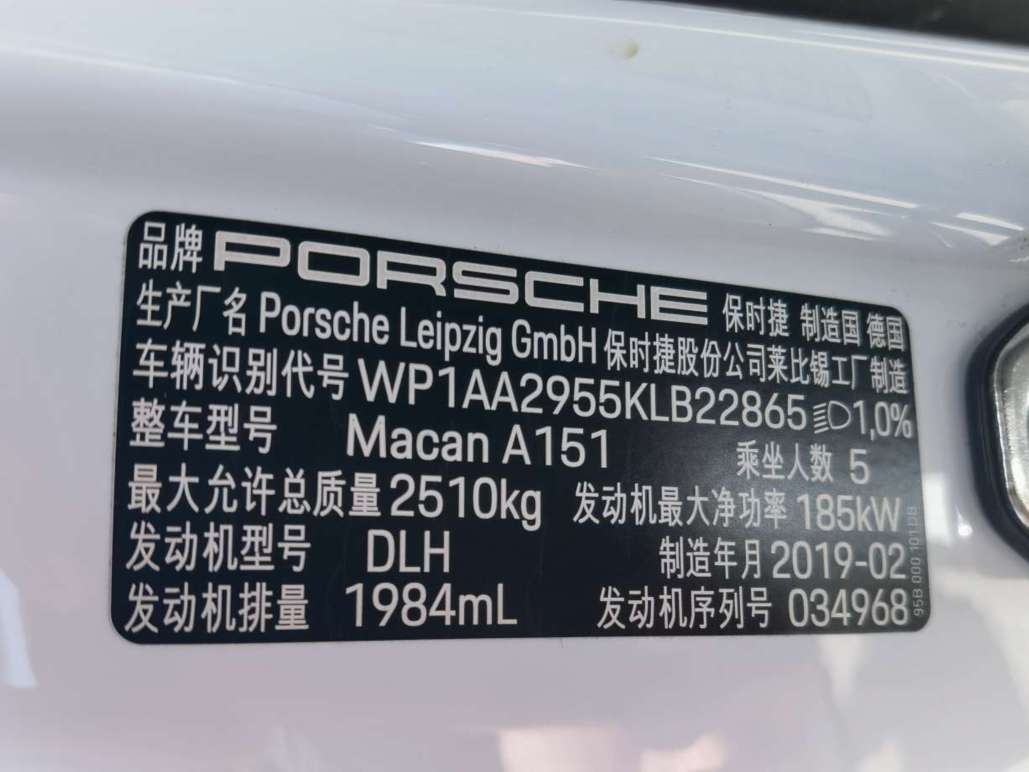 品牌 PORSCHE 保时捷 制造国 德国
生产厂名 Porsche Leipzig GmbH 保时捷股份公司莱比锡工厂制造
车辆识别代号 WP1AA2955KLB22865 1,0%
整车型号 Macan A151 乘坐人数 5
最大允许总质量 2510kg 发动机最大净功率 185kW
发动机型号 DLH 制造年月 2019-02
发动机排量 1984mL 发动机序列号 034968
95B 000 101 DB